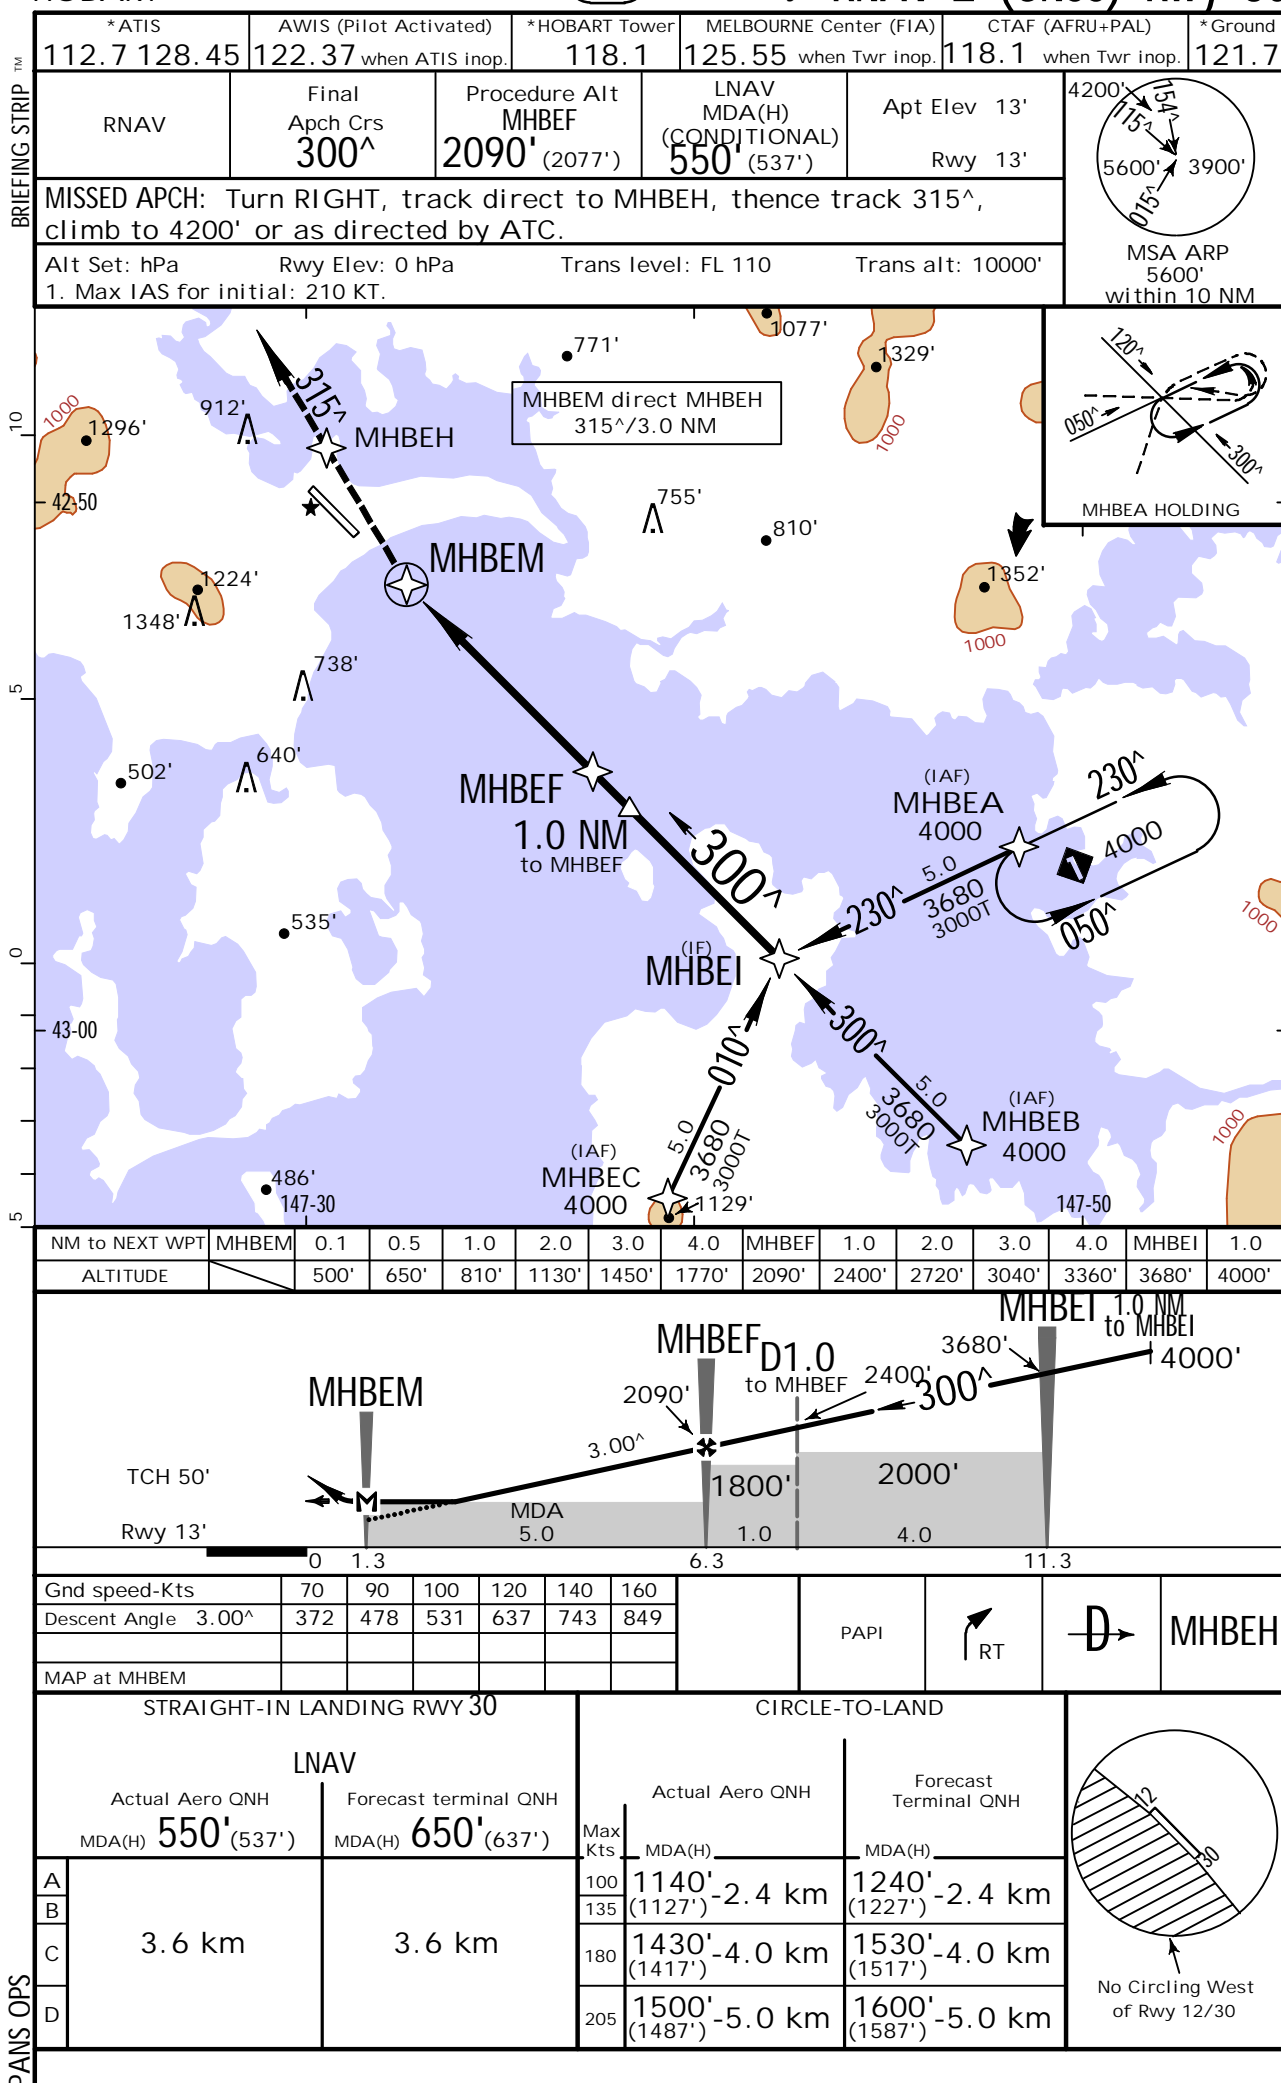 *ATIS
112.7 128.45
AWIS (Pilot Activated)
122.37 when ATIS inop.
*HOBART Tower
118.1
MELBOURNE Center (FIA)
125.55 when Twr inop.
CTAF (AFRU+PAL)
118.1 when Twr inop.
*Ground
121.7
BRIEFING STRIP TM
RNAV
Final
Apch Crs
300^
Procedure Alt
MHBEF
2090' (2077')
LNAV
MDA(H)
(CONDITIONAL)
550' (537')
Apt Elev 13'
Rwy 13'
MISSED APCH: Turn RIGHT, track direct to MHBEH, thence track 315^,
climb to 4200' or as directed by ATC.
Alt Set: hPa Rwy Elev: 0 hPa Trans level: FL 110 Trans alt: 10000'
1. Max IAS for initial: 210 KT.
4200'
154^
115^
5600'
3900'
015^
MSA ARP
5600'
within 10 NM
1077'
771'
1329'
MHBEM direct MHBEH
315^/3.0 NM
315^
912'
1000
1296'
MHBEH
1000
120^
050^
300^
MHBEA HOLDING
10
42-50
755'
810'
MHBEM
1224'
1348'
1352'
1000
738'
5
640'
502'
MHBEF
1.0 NM
to MHBEF
300^
(IAF)
MHBEA
4000
230^
4000
050^
5.0
230^
3680
3000T
1000
535'
0
(IF)
MHBEI
43-00
300^
5.0
3680
3000T
(IAF)
MHBEB
4000
010^
5.0
3680
3000T
(IAF)
MHBEC
4000
1129'
1000
486'
147-30
147-50
5
NM to NEXT WPT MHBEM 0.1 0.5 1.0 2.0 3.0 4.0 MHBEF 1.0 2.0 3.0 4.0 MHBEI 1.0
ALTITUDE 500' 650' 810' 1130' 1450' 1770' 2090' 2400' 2720' 3040' 3360' 3680' 4000'
MHBEI
1.0 NM
to MHBEI
MHBEF
D1.0
to MHBEF
3680'
4000'
2400'
300^
MHBEM
2090'
3.00^
TCH 50'
M
1800'
2000'
MDA
Rwy 13'
5.0
1.0
4.0
0
1.3
6.3
11.3
Gnd speed-Kts 70 90 100 120 140 160
Descent Angle 3.00^ 372 478 531 637 743 849
MAP at MHBEM
PAPI
RT
D
MHBEH
STRAIGHT-IN LANDING RWY 30
LNAV
Actual Aero QNH
MDA(H) 550' (537')
Forecast terminal QNH
MDA(H) 650' (637')
A
B
C
D
3.6 km
3.6 km
CIRCLE-TO-LAND
Max
Kts
Actual Aero QNH
MDA(H)
Forecast
Terminal QNH
MDA(H)
100
135
1140'
(1127') -2.4 km
1240'
(1227') -2.4 km
180
1430'
(1417') -4.0 km
1530'
(1517') -4.0 km
205
1500'
(1487') -5.0 km
1600'
(1587') -5.0 km
12
30
No Circling West
of Rwy 12/30
PANS OPS